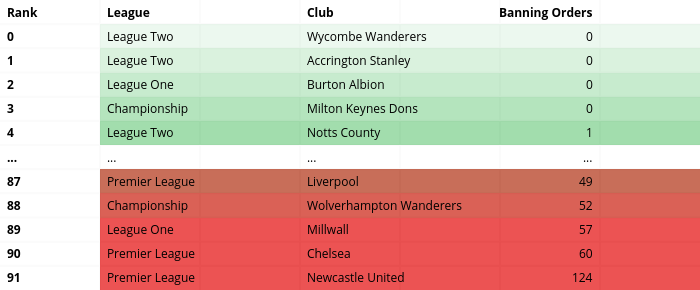 Rank League Club Banning Orders
0 League Two Wycombe Wanderers 0
1 League Two Accrington Stanley 0
2 League One Burton Albion 0
3 Championship Milton Keynes Dons 0
4 League Two Notts County 1
... ... ... ...
87 Premier League Liverpool 49
88 Championship Wolverhampton Wanderers 52
89 League One Millwall 57
90 Premier League Chelsea 60
91 Premier League Newcastle United 124